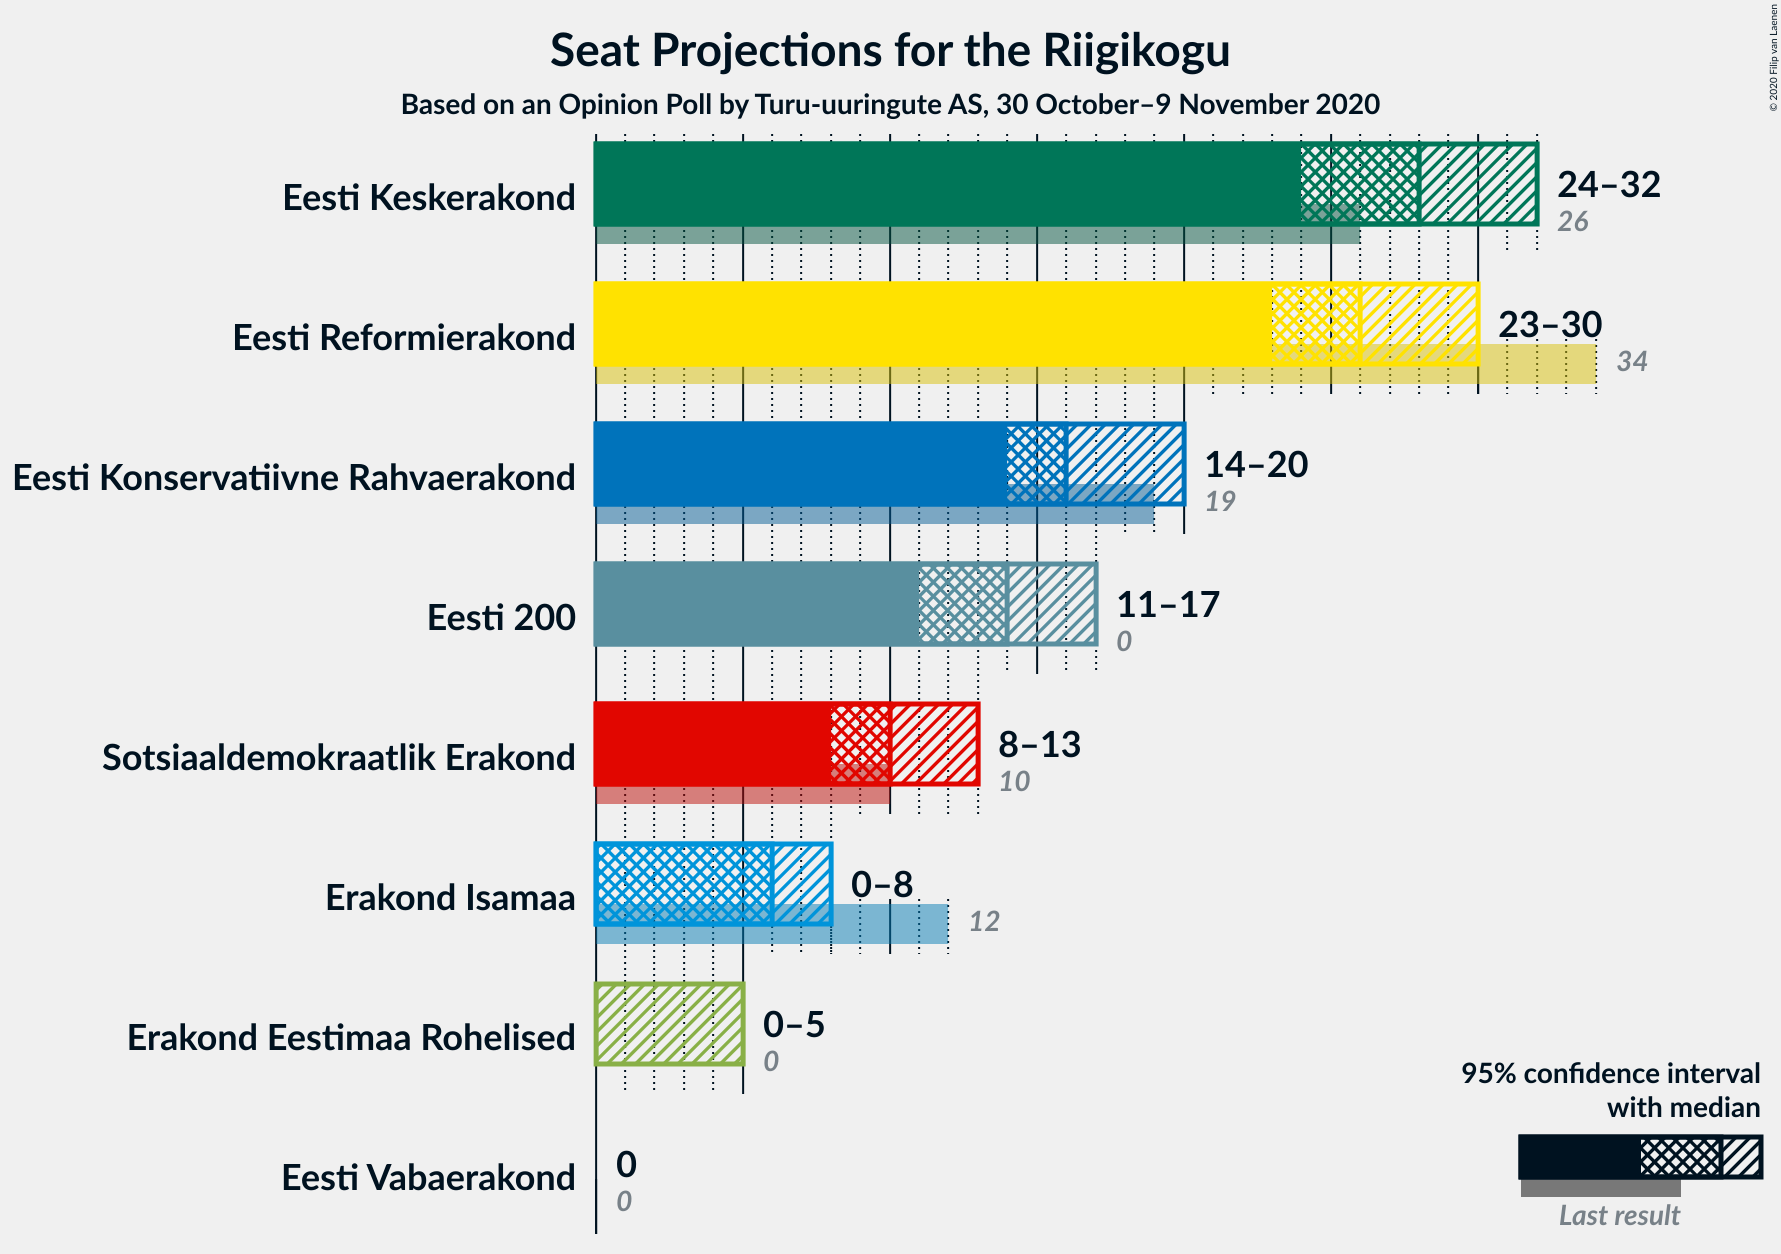 Seat Projections for the Riigikogu
Based on an Opinion Poll by Turu-uuringute AS, 30 October–9 November 2020
© 2020 Filip van Laenen
Eesti Keskerakond
24–32
26
Eesti Reformierakond
23–30
34
Eesti Konservatiivne Rahvaerakond
14–20
19
Eesti 200
11–17
0
Sotsiaaldemokraatlik Erakond
8–13
10
Erakond Isamaa
0–8
12
Erakond Eestimaa Rohelised
0–5
0
Eesti Vabaerakond
0
0
95% confidence interval
with median
Last result